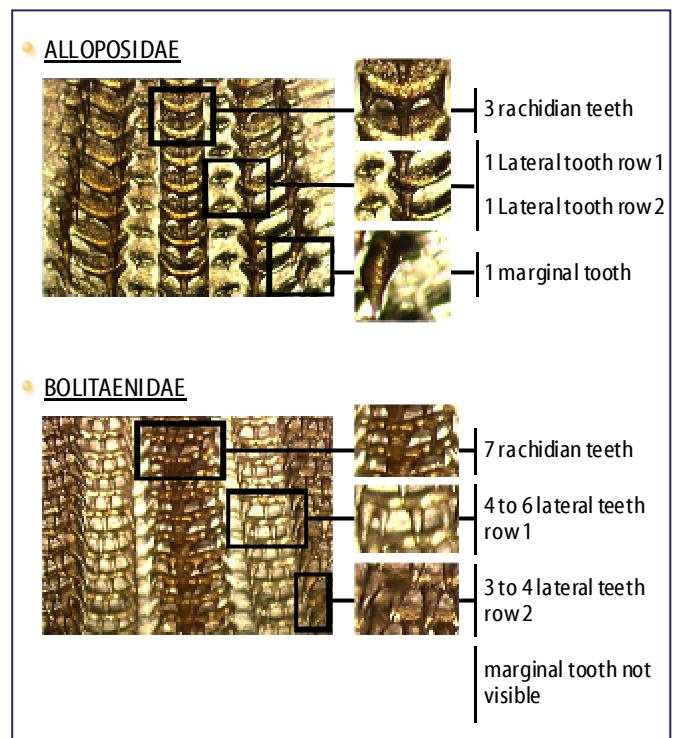 ALLOPOSIDAE
3 rachidian teeth
1 Lateral tooth row 1
1 Lateral tooth row 2
1 marginal tooth
BOLITAENIDAE
7 rachidian teeth
4 to 6 lateral teeth
row 1
3 to 4 lateral teeth
row 2
marginal tooth not
visible